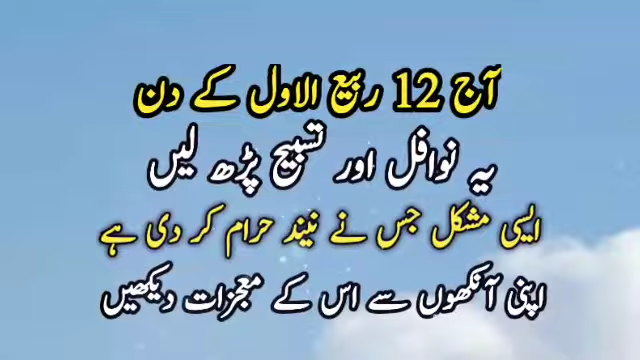 آج 12 ربیع الاول کے دن
یہ نوافل اور تسبیح پڑھ لیں
ایسی مشکل جس نے نیند حرام کر دی ہے
اپنی آنکھوں سے اس کے معجزات دیکھیں